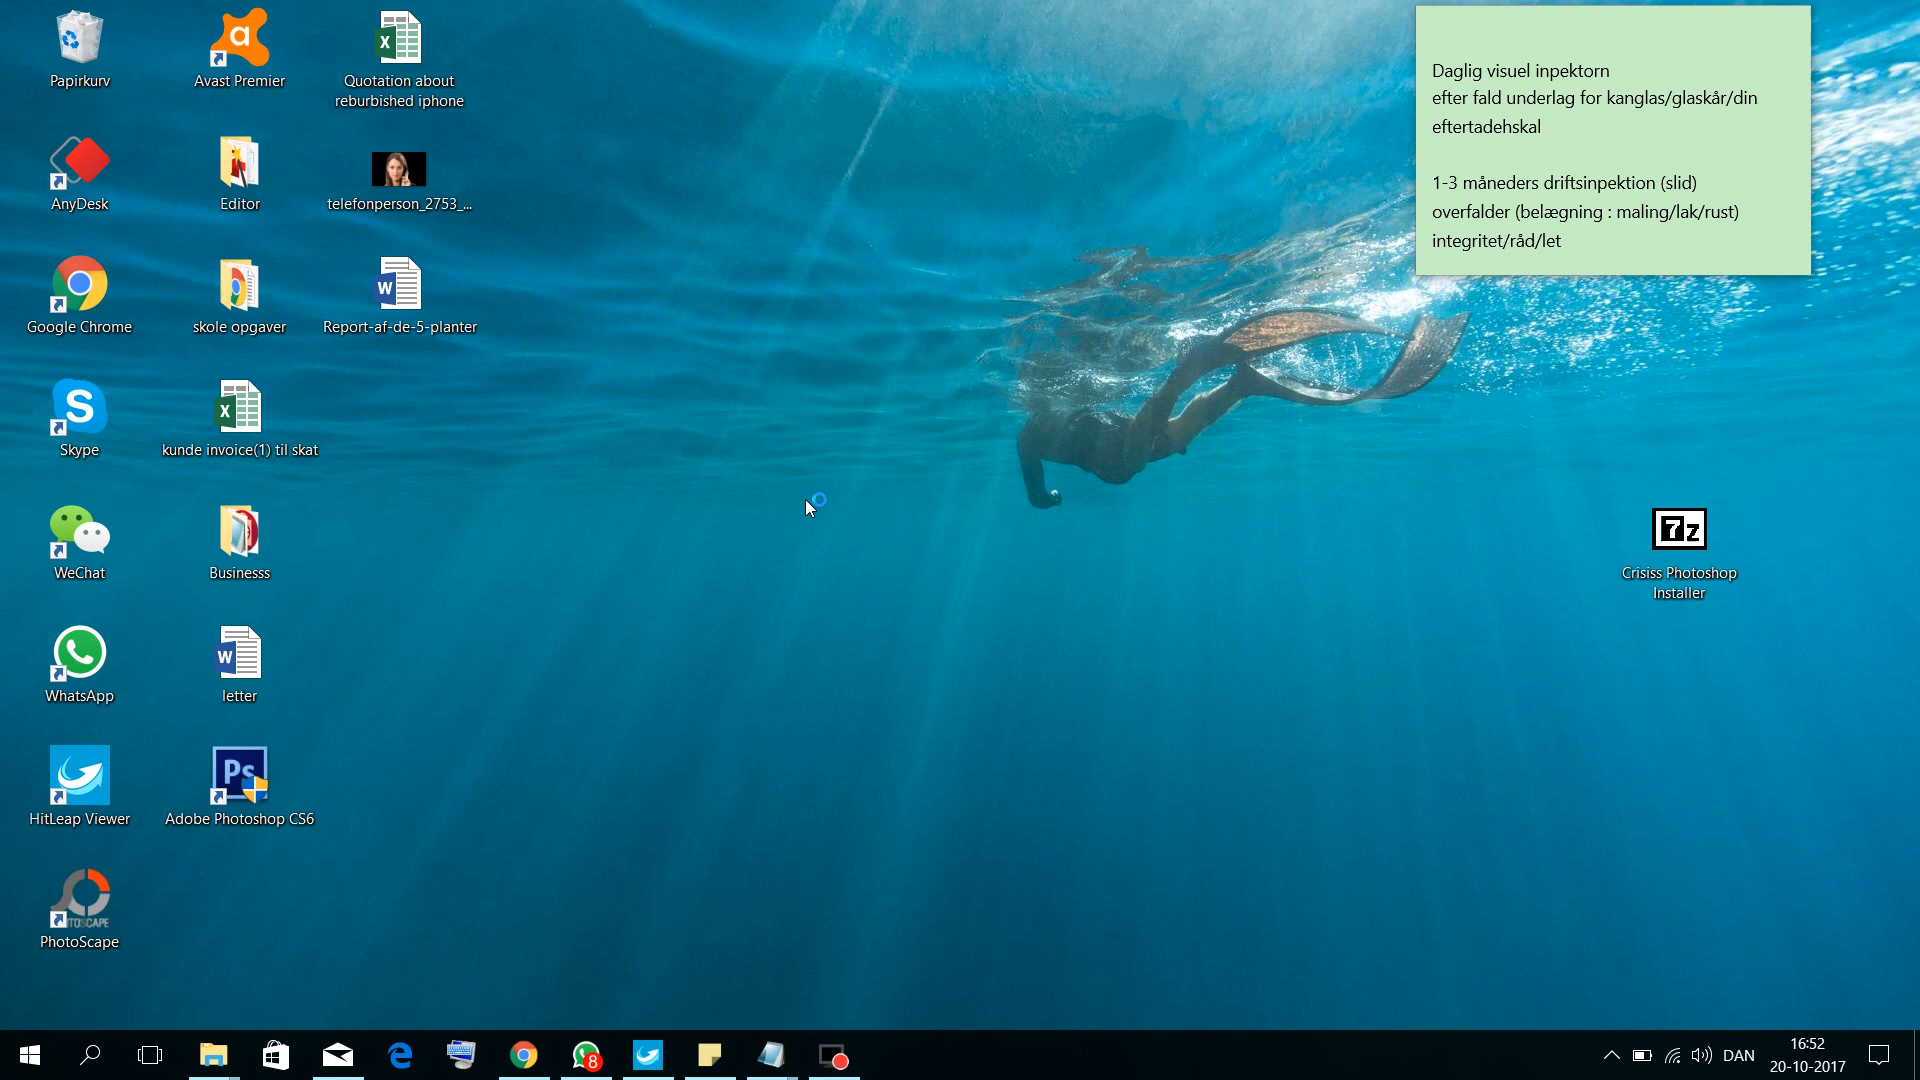 Papirkurv
Avast Premier
Quotation about
reburbished iphone
AnyDesk
Editor
telefonperson_2753_...
Google Chrome
skole opgaver
Report-af-de-5-planter
Skype
kunde invoice(1) til skat
WeChat
Businesss
WhatsApp
letter
HitLeap Viewer
Ps
Adobe Photoshop CS6
PhotoScape
Daglig visuel inpektorn
efter fald underlag for kanglas/glaskår/din
eftertadehskal
1-3 måneders driftsinpektion (slid)
overfalder (belægning : maling/lak/rust)
integritet/råd/let
7z
Crisiss Photoshop
Installer
8
DAN
16:52
20-10-2017